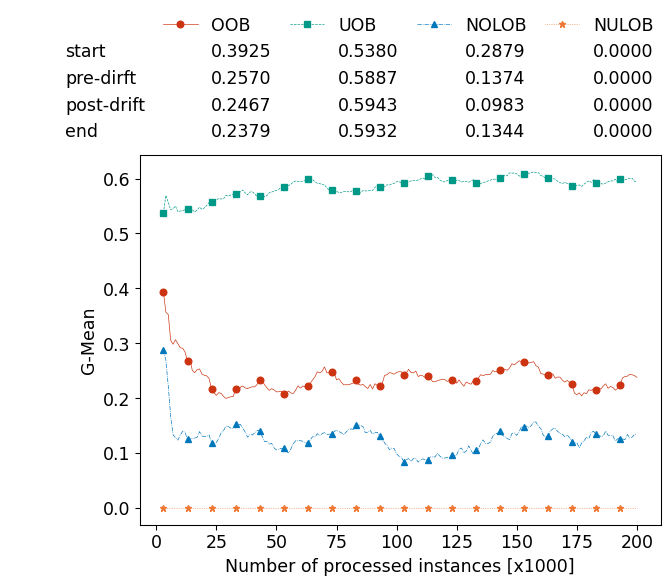 OOB UOB NOLOB NULOB
start 0.3925 0.5380 0.2879 0.0000
pre-dirft 0.2570 0.5887 0.1374 0.0000
post-drift 0.2467 0.5943 0.0983 0.0000
end 0.2379 0.5932 0.1344 0.0000
0.6
0.5
0.4
0.3
0.2
0.1
0.0
G-Mean
0 25 50 75 100 125 150 175 200
Number of processed instances [x1000]